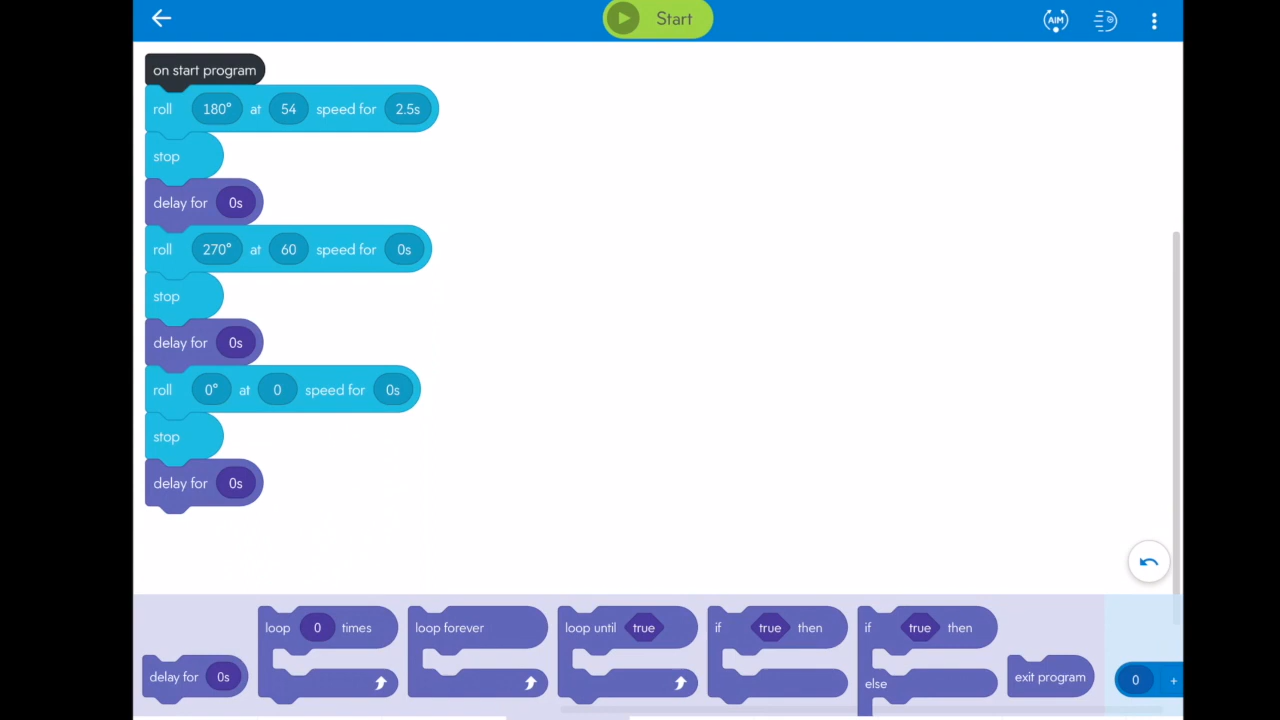 Start
AIM
on start program
roll 180° at 54 speed for 2.5s
stop
delay for 0s
roll 270° at 60 speed for 0s
stop
delay for 0s
roll 0° at 0 speed for 0s
stop
delay for 0s
delay for 0s
loop 0 times
loop forever
loop until true
if true then
if true then
else
exit program
0 +